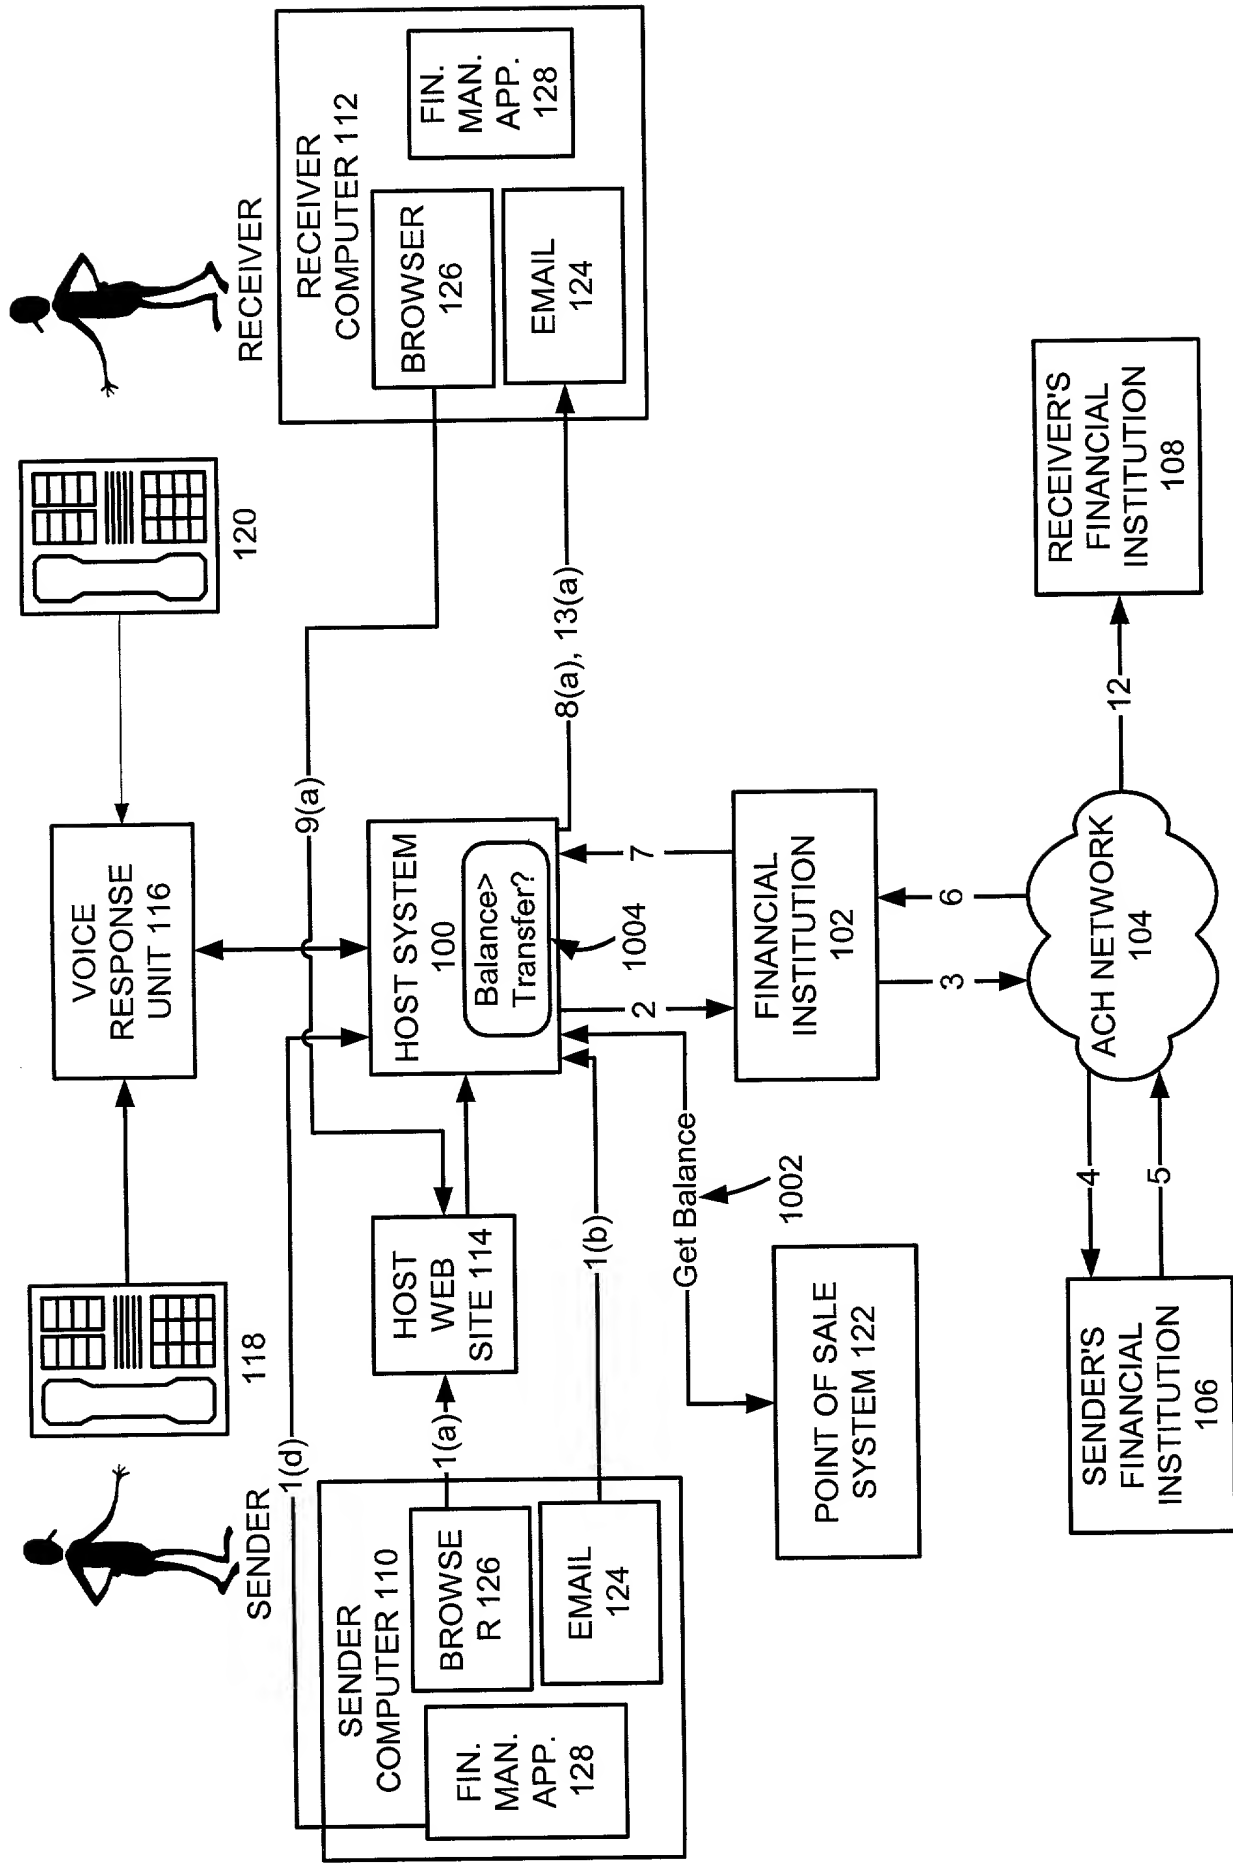 SENDER
118
120
RECEIVER
VOICE
RESPONSE
UNIT 116
1(d)
9(a)
SENDER
COMPUTER 110
BROWSE
R 126
EMAIL
124
FIN.
MAN.
APP.
128
1(a)
1(b)
HOST
WEB
SITE 114
HOST SYSTEM
100
Balance>
Transfer?
1004
8(a), 13(a)
RECEIVER
COMPUTER 112
BROWSER
126
EMAIL
124
FIN.
MAN.
APP.
128
Get Balance
1002
2
7
POINT OF SALE
SYSTEM 122
FINANCIAL
INSTITUTION
102
3
6
SENDER'S
FINANCIAL
INSTITUTION
106
4
5
ACH NETWORK
104
12
RECEIVER'S
FINANCIAL
INSTITUTION
108